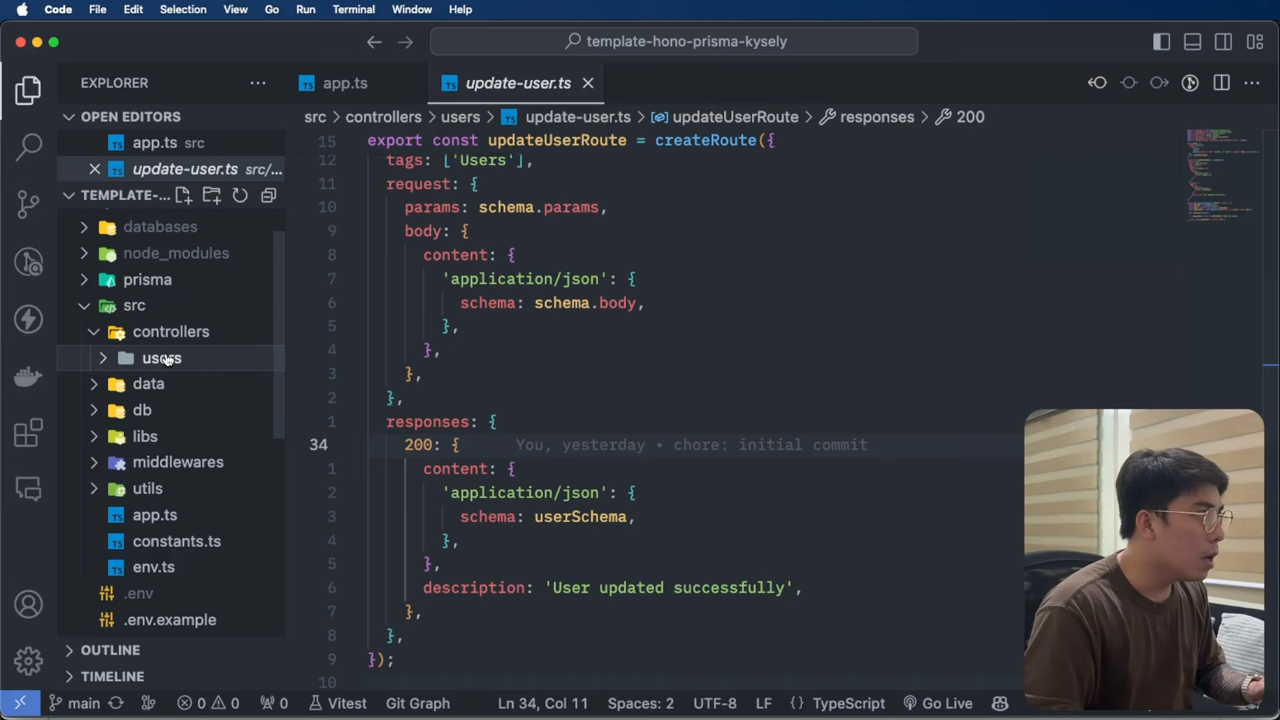 Code File Edit Selection View Go Run Terminal Window Help
template-hono-prisma-kysely
EXPLORER
OPEN EDITORS
app.ts src
update-user.ts src/...
TEMPLATE-...
databases
node_modules
prisma
src
controllers
users
data
db
libs
middlewares
utils
app.ts
constants.ts
env.ts
.env
.env.example
OUTLINE
TIMELINE
app.ts update-user.ts
src controllers users update-user.ts updateUserRoute responses 200
15 export const updateUserRoute = createRoute({
12 tags: ['Users'],
11 request: {
10 params: schema.params,
9 body: {
8 content: {
7 'application/json': {
6 schema: schema.body,
5 },
4 },
3 },
2 },
1 responses: {
34 200: { You, yesterday • chore: initial commit
1 content: {
2 'application/json': {
3 schema: userSchema,
4 },
5 },
6 description: 'User updated successfully',
7 },
8 },
9 });
10
main 0 0 0 Vitest Git Graph Ln 34, Col 11 Spaces: 2 UTF-8 LF TypeScript Go Live